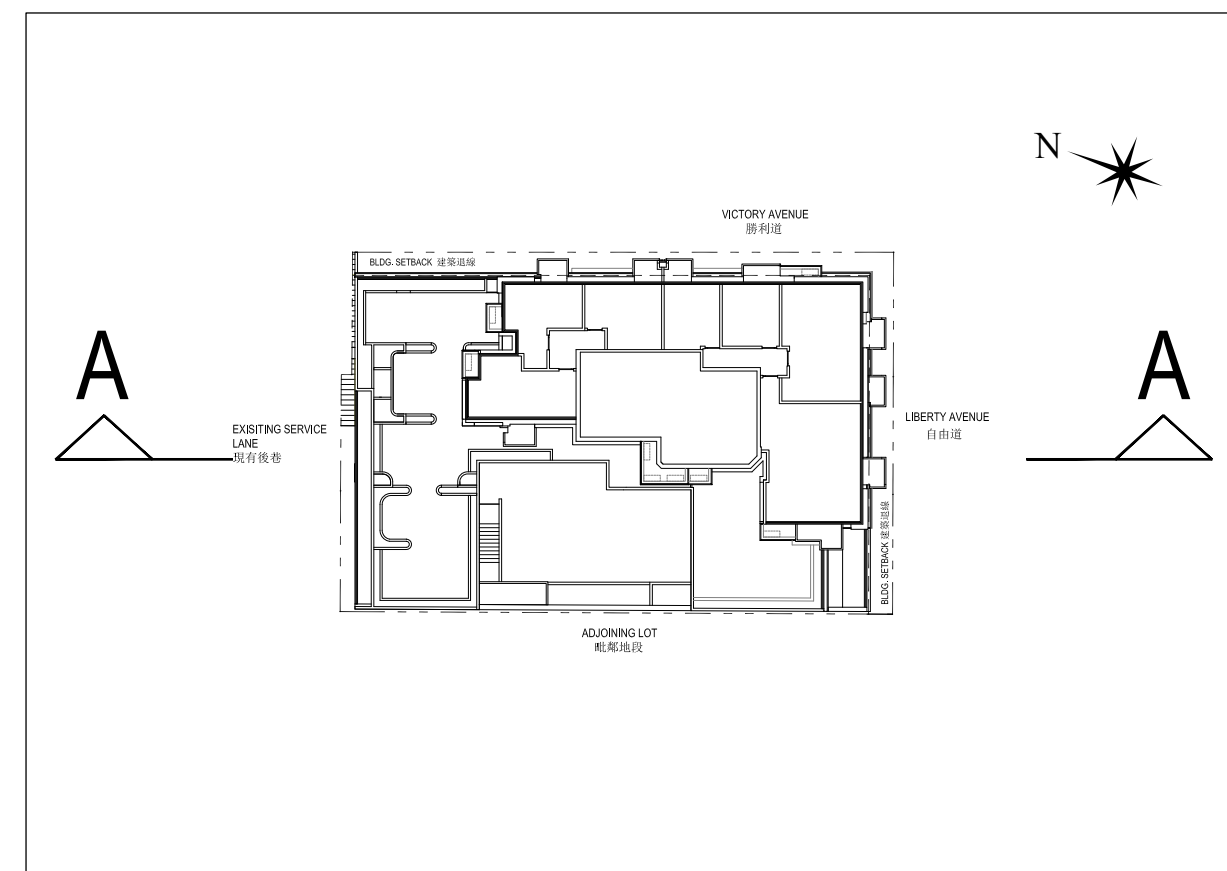 N
VICTORY AVENUE
勝利道
BLDG. SETBACK 建築退線
A
A
EXISITING SERVICE
LANE
現有後巷
LIBERTY AVENUE
自由道
BLDG. SETBACK 建築退線
ADJOINING LOT
毗鄰地段